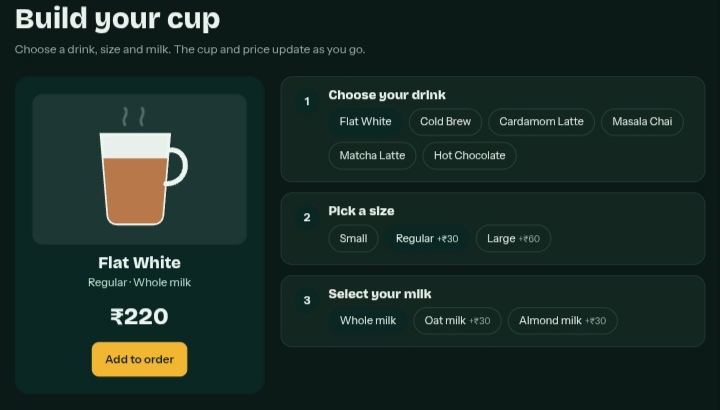 Build your cup
Choose a drink, size and milk. The cup and price update as you go.
Flat White
Regular · Whole milk
₹220
Add to order
1
Choose your drink
Flat White
Cold Brew
Cardamom Latte
Masala Chai
Matcha Latte
Hot Chocolate
2
Pick a size
Small
Regular +₹30
Large +₹60
3
Select your milk
Whole milk
Oat milk +₹30
Almond milk +₹30